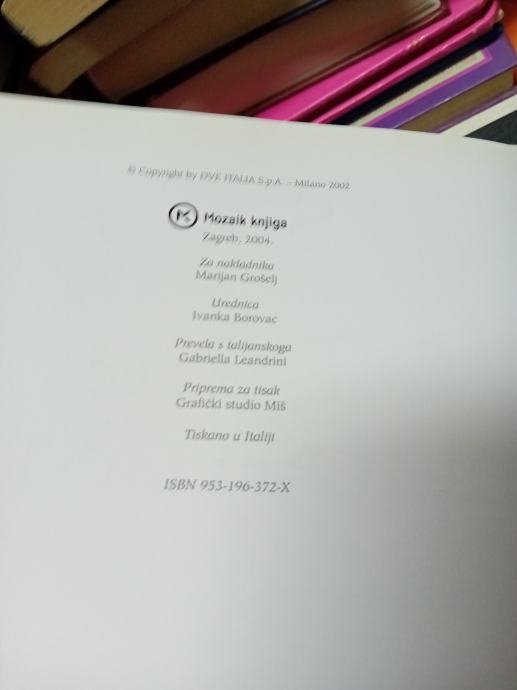 © Copyright by DVE ITALIA S.p.A. – Milano 2002
Mozaik knjiga
Zagreb, 2004.
Za nakladnika
Marijan Grošelj
Urednica
Ivanka Borovac
Prevela s talijanskoga
Gabriella Leandrini
Priprema za tisak
Grafički studio Miš
Tiskano u Italiji
ISBN 953-196-372-X